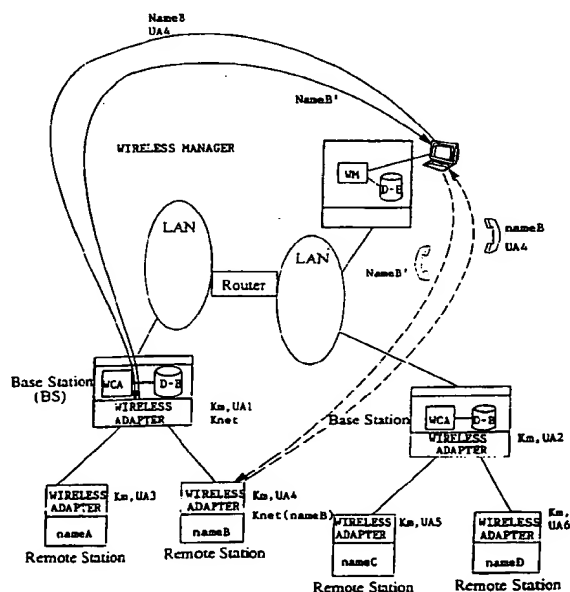 NameB
UA4
NameB'
WIRELESS MANAGER
WM
D-B
LAN
LAN
Router
nameB
UA4
NameB'
Base Station
(BS)
WCA
D-B
WIRELESS
ADAPTER
Km,UA1
Knet
Base Station
WCA
D-B
WIRELESS
ADAPTER
Km,UA2
WIRELESS
ADAPTER
Km,UA3
nameA
Remote Station
WIRELESS
ADAPTER
Km,UA4
Knet(nameB)
nameB
Remote Station
WIRELESS
ADAPTER
Km,UA5
nameC
Remote Station
WIRELESS
ADAPTER
Km,
UA6
nameD
Remote Station